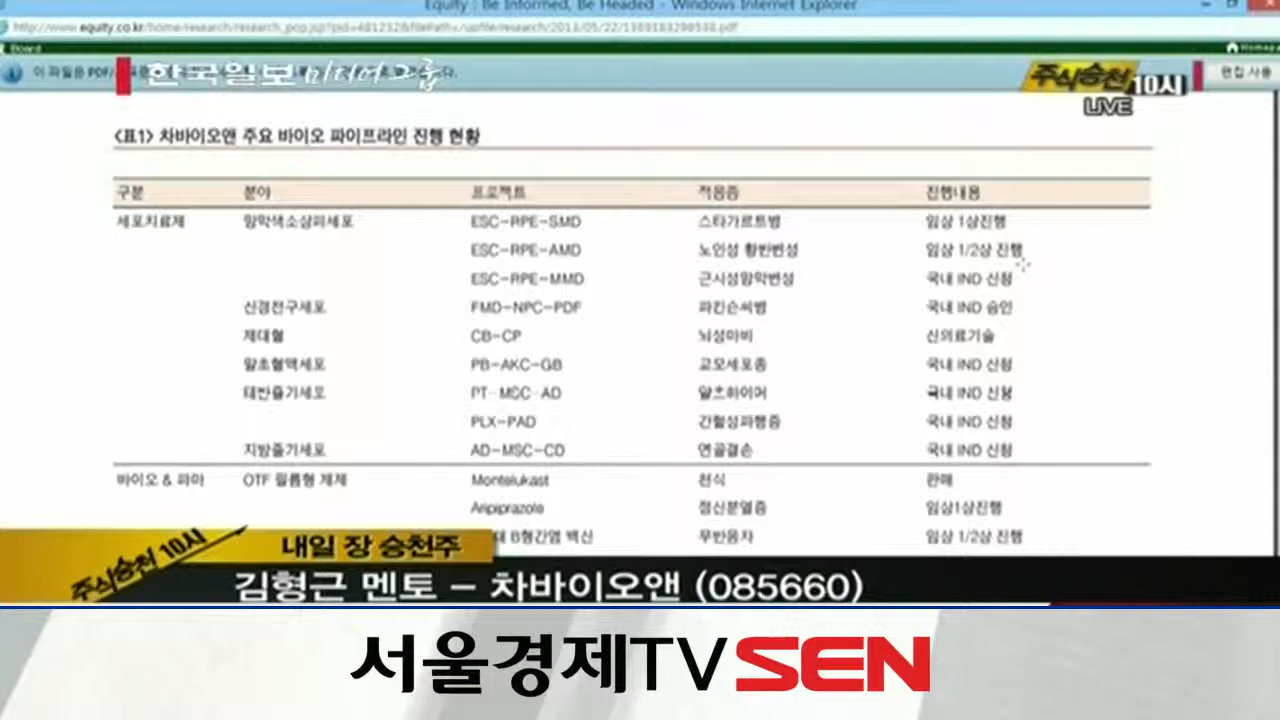 Equity : Be Informed, Be Headed - Windows Internet Explorer
Board
이 파일은 PDF/
한국일보 미디어그룹
주식승천 10시
LIVE
편집 사용
<표1> 차바이오앤 주요 바이오 파이프라인 진행 현황
구분 분야 프로젝트 적응증 진행내용
세포치료제 망막색소상피세포 ESC-RPE-SMD 스타가르트병 임상 1상진행
ESC-RPE-AMD 노인성 황반변성 임상 1/2상 진행
ESC-RPE-MMD 근시성망막변성 국내 IND 신청
신경전구세포 FMD-NPC-PDF 파킨슨씨병 국내 IND 승인
제대혈 CB-CP 뇌성마비 신의료기술
말초혈액세포 PB-AKC-GB 교모세포종 국내 IND 신청
태반줄기세포 PT-MSC-AD 알츠하이머 국내 IND 신청
PLX-PAD 간헐성파행증 국내 IND 신청
지방줄기세포 AD-MSC-CD 연골결손 국내 IND 신청
바이오 & 파마 OTF 필름형 제제 Montelukast 천식 판매
Aripiprazole 정신분열증 임상1상진행
B형간염 백신 무반응자 임상 1/2상 진행
주식승천 10시
내일 장 승천주
김형근 멘토 - 차바이오앤 (085660)
서울경제TV SEN